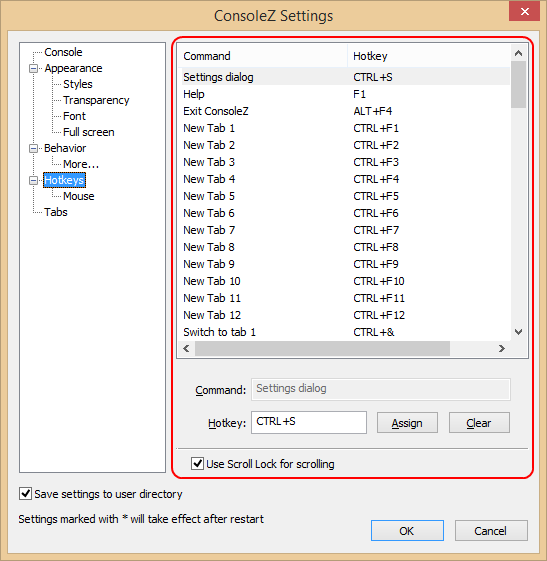 ConsoleZ Settings
Console
Appearance
Styles
Transparency
Font
Full screen
Behavior
More...
Hotkeys
Mouse
Tabs
Command Hotkey
Settings dialog CTRL+S
Help F1
Exit ConsoleZ ALT+F4
New Tab 1 CTRL+F1
New Tab 2 CTRL+F2
New Tab 3 CTRL+F3
New Tab 4 CTRL+F4
New Tab 5 CTRL+F5
New Tab 6 CTRL+F6
New Tab 7 CTRL+F7
New Tab 8 CTRL+F8
New Tab 9 CTRL+F9
New Tab 10 CTRL+F10
New Tab 11 CTRL+F11
New Tab 12 CTRL+F12
Switch to tab 1 CTRL+&
Command: Settings dialog
Hotkey: CTRL+S Assign Clear
Use Scroll Lock for scrolling
Save settings to user directory
Settings marked with * will take effect after restart
OK Cancel